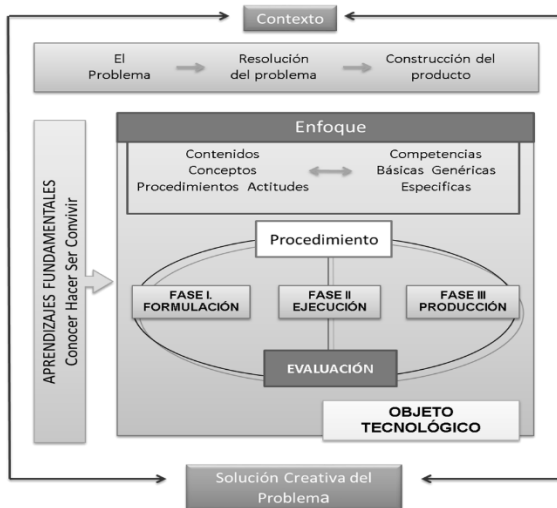 Contexto
El
Problema
Resolución
del problema
Construcción del
producto
APRENDIZAJES FUNDAMENTALES
Conocer Hacer Ser Convivir
Enfoque
Contenidos
Conceptos
Procedimientos Actitudes
Competencias
Básicas Genéricas
Especificas
Procedimiento
FASE I.
FORMULACIÓN
FASE II
EJECUCIÓN
FASE III
PRODUCCIÓN
EVALUACIÓN
OBJETO
TECNOLÓGICO
Solución Creativa del
Problema